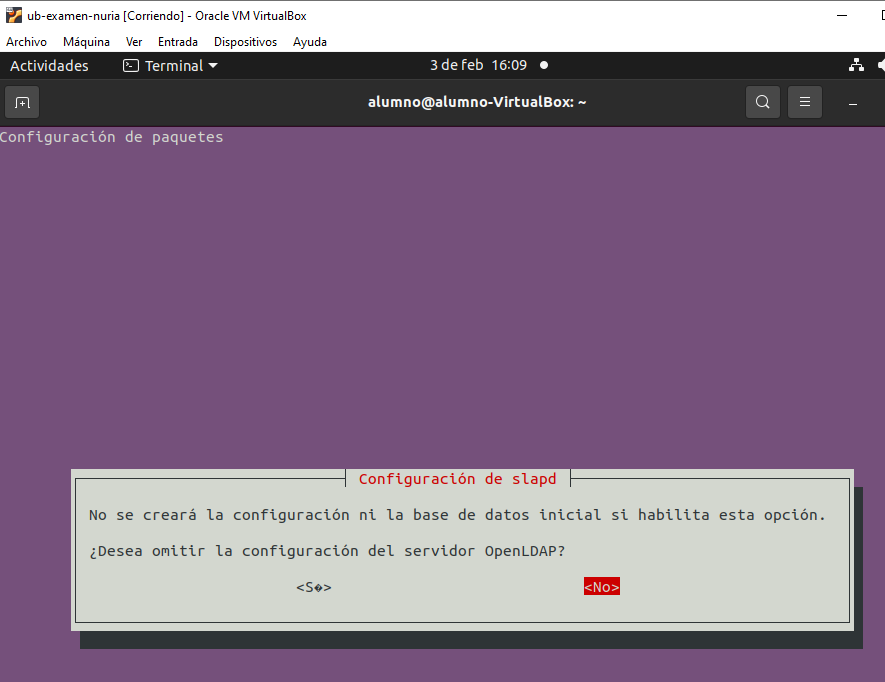 ub-examen-nuria [Corriendo] - Oracle VM VirtualBox
Archivo Máquina Ver Entrada Dispositivos Ayuda
Actividades Terminal 3 de feb 16:09
alumno@alumno-VirtualBox: ~
Configuración de paquetes
Configuración de slapd
No se creará la configuración ni la base de datos inicial si habilita esta opción.
¿Desea omitir la configuración del servidor OpenLDAP?
<S�> <No>